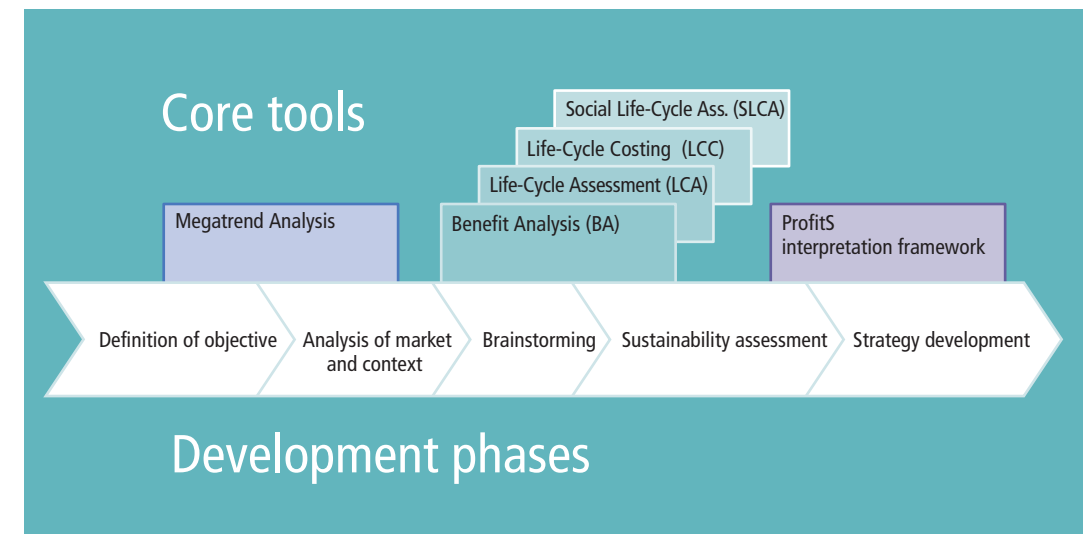 Core tools
Social Life-Cycle Ass. (SLCA)
Life-Cycle Costing (LCC)
Life-Cycle Assessment (LCA)
Megatrend Analysis
Benefit Analysis (BA)
ProfitS
interpretation framework
Definition of objective
Analysis of market
and context
Brainstorming
Sustainability assessment
Strategy development
Development phases